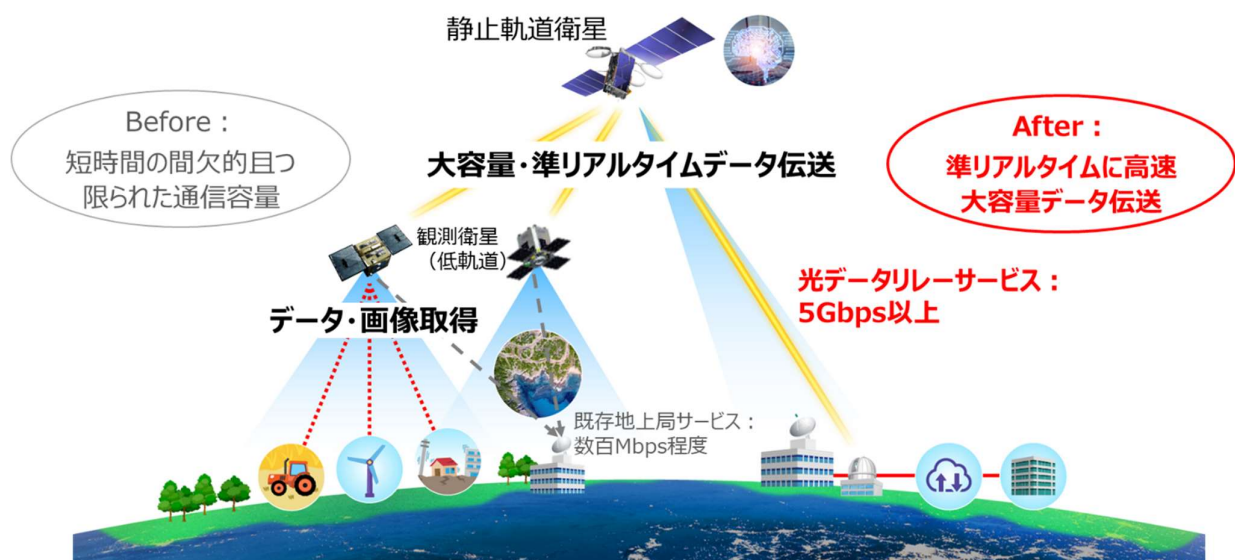 静止軌道衛星
Before：
短時間の間欠的且つ
限られた通信容量
After：
準リアルタイムに高速
大容量データ伝送
大容量・準リアルタイムデータ伝送
観測衛星
（低軌道）
光データリレーサービス：
5Gbps以上
データ・画像取得
既存地上局サービス：
数百Mbps程度